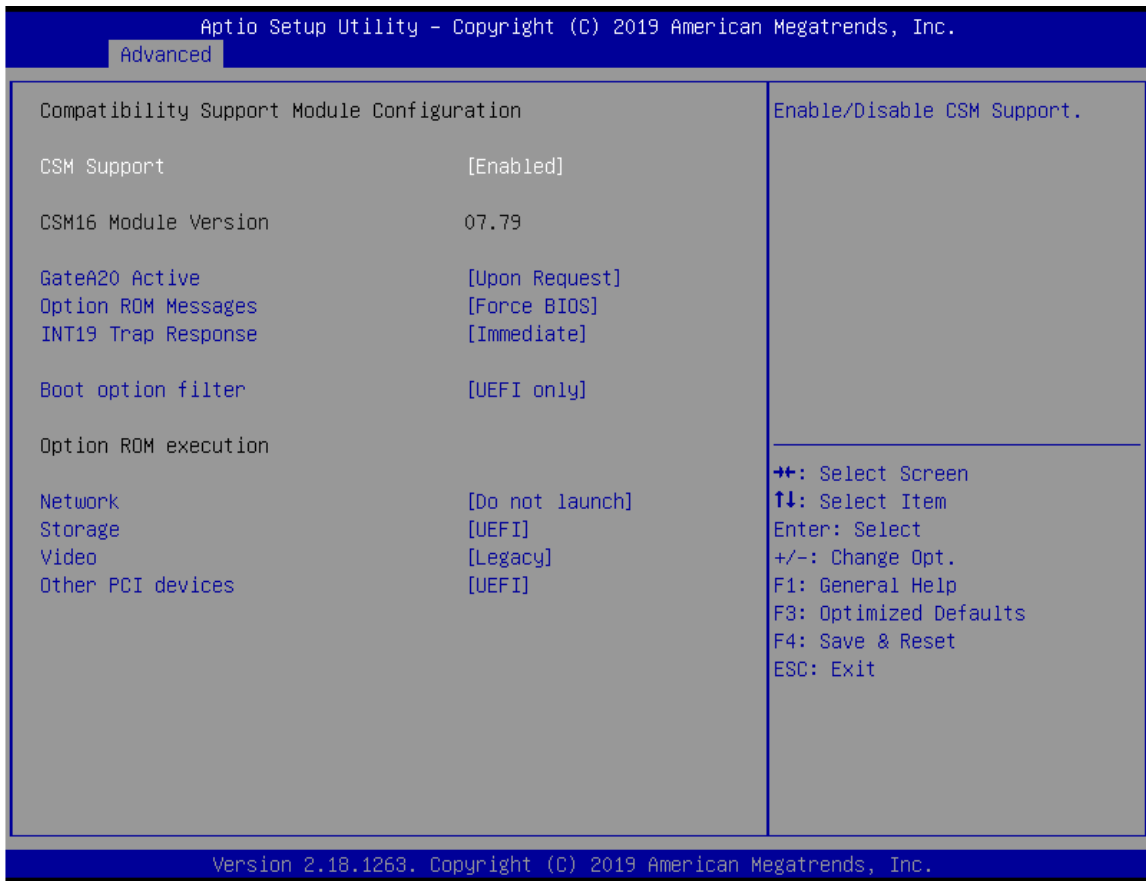 Aptio Setup Utility – Copyright (C) 2019 American Megatrends, Inc.
Advanced
Compatibility Support Module Configuration
CSM Support [Enabled]
CSM16 Module Version 07.79
GateA20 Active [Upon Request]
Option ROM Messages [Force BIOS]
INT19 Trap Response [Immediate]
Boot option filter [UEFI only]
Option ROM execution
Network [Do not launch]
Storage [UEFI]
Video [Legacy]
Other PCI devices [UEFI]
Enable/Disable CSM Support.
→←: Select Screen
↑↓: Select Item
Enter: Select
+/-: Change Opt.
F1: General Help
F3: Optimized Defaults
F4: Save & Reset
ESC: Exit
Version 2.18.1263. Copyright (C) 2019 American Megatrends, Inc.